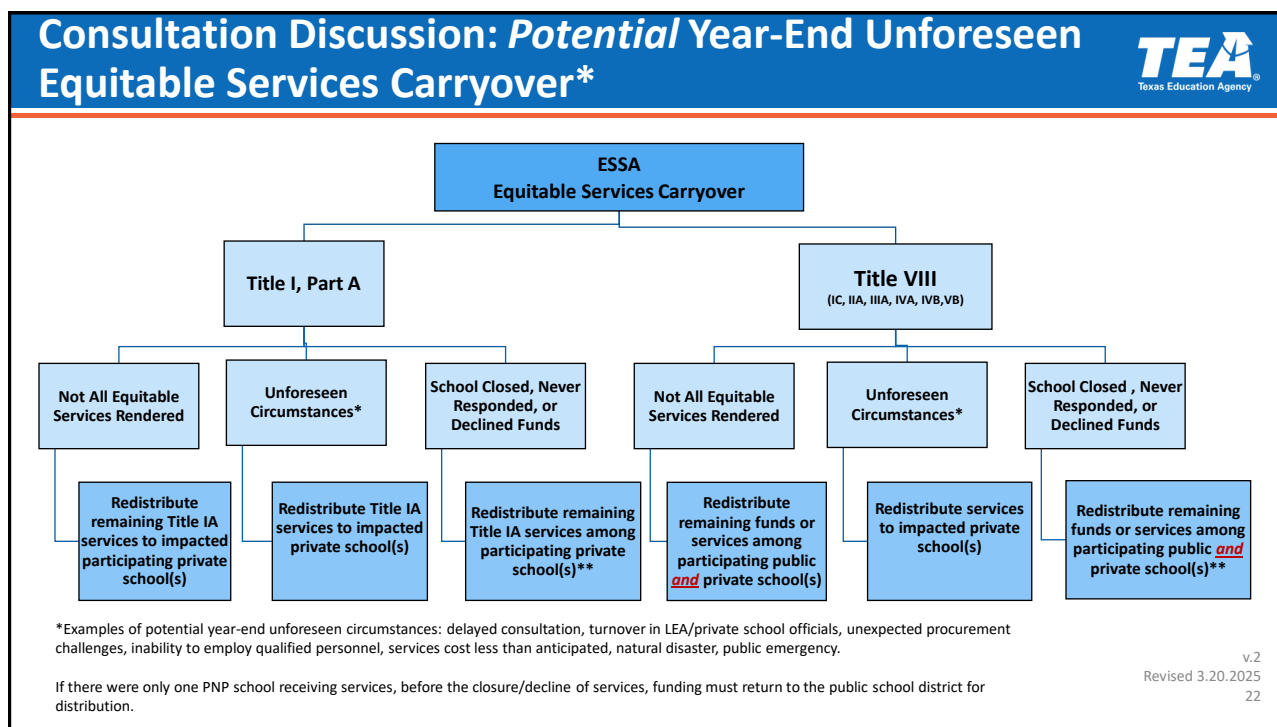 Consultation Discussion: Potential Year-End Unforeseen
Equitable Services Carryover*
TEA®
Texas Education Agency
ESSA
Equitable Services Carryover
Title I, Part A
Title VIII
(IC, IIA, IIIA, IVA, IVB,VB)
Not All Equitable
Services Rendered
Unforeseen
Circumstances*
School Closed, Never
Responded, or
Declined Funds
Not All Equitable
Services Rendered
Unforeseen
Circumstances*
School Closed , Never
Responded, or
Declined Funds
Redistribute
remaining Title IA
services to impacted
participating private
school(s)
Redistribute Title IA
services to impacted
private school(s)
Redistribute remaining
Title IA services among
participating private
school(s)**
Redistribute
remaining funds or
services among
participating public
and private school(s)
Redistribute services
to impacted private
school(s)
Redistribute remaining
funds or services among
participating public and
private school(s)**
*Examples of potential year-end unforeseen circumstances: delayed consultation, turnover in LEA/private school officials, unexpected procurement
challenges, inability to employ qualified personnel, services cost less than anticipated, natural disaster, public emergency.
If there were only one PNP school receiving services, before the closure/decline of services, funding must return to the public school district for
distribution.
v.2
Revised 3.20.2025
22